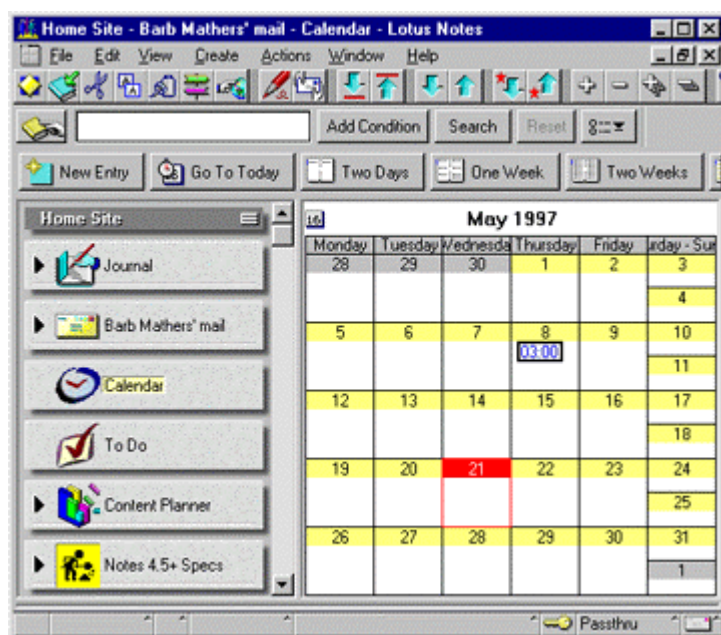 Home Site - Barb Mathers' mail - Calendar - Lotus Notes
File Edit View Create Actions Window Help
Add Condition Search Reset
New Entry Go To Today Two Days One Week Two Weeks
Home Site
Journal
Barb Mathers' mail
Calendar
To Do
Content Planner
Notes 4.5+ Specs
16 May 1997
Monday Tuesday Wednesda Thursday Friday urday - Sun
28 29 30 1 2 3
4
5 6 7 8 9 10
03:00
11
12 13 14 15 16 17
18
19 20 21 22 23 24
25
26 27 28 29 30 31
1
Passthru